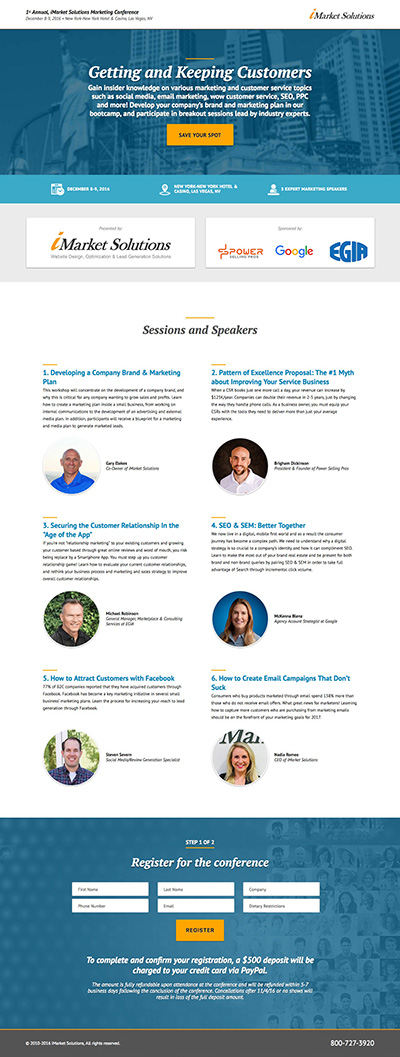 1st Annual, iMarket Solutions Marketing Conference
December 8-9, 2016 • New York-New York Hotel & Casino, Las Vegas, NV
iMarket Solutions
Getting and Keeping Customers
Gain insider knowledge on various marketing and customer service topics
such as social media, email marketing, wow customer service, SEO, PPC
and more! Develop your company's brand and marketing plan in our
bootcamp, and participate in breakout sessions lead by industry experts.
SAVE YOUR SPOT
DECEMBER 8-9, 2016
NEW YORK-NEW YORK HOTEL &
CASINO, LAS VEGAS, NV
5 EXPERT MARKETING SPEAKERS
Presented by:
iMarket Solutions
Website Design, Optimization & Lead Generation Solutions
Sponsored by:
POWER
SELLING PROS
Google
EGIA
Sessions and Speakers
1. Developing a Company Brand & Marketing
Plan
This workshop will concentrate on the development of a company brand, and
why this is critical for any company wanting to grow sales and profits. Learn
how to create a marketing plan inside a small business, from working on
internal communications to the development of an advertising and external
media plan. In addition, participants will receive a blueprint for a marketing
and media plan to generate marketed leads.
Gary Elekes
Co-Owner of iMarket Solutions
2. Pattern of Excellence Proposal: The #1 Myth
about Improving Your Service Business
When a CSR books just one more call a day, your revenue can increase by
$125K/year. Companies can double their revenue in 2-3 years, just by changing
the way they handle phone calls. As a business owner, you must equip your
CSRs with the tools they need to deliver more than just your average
experience.
Brigham Dickinson
President & Founder of Power Selling Pros
3. Securing the Customer Relationship In the
"Age of the App"
If you're not "relationship marketing" to your existing customers and growing
your customer based through great online reviews and word of mouth, you risk
being replace by a Smartphone App. You must step up you customer
relationship game! Learn how to evaluate your current customer relationships,
and rethink your business process and marketing and sales strategy to improve
overall customer relationships.
Michael Robinson
General Manager, Marketplace & Consulting
Services at EGIA
4. SEO & SEM: Better Together
We now live in a digital, mobile first world and as a result the consumer
journey has become a complex path. We need to understand why a digital
strategy is so crucial to a company's identity and how it can compliment SEO.
Learn to make the most out of your brand real estate and be present for both
brand and non-brand queries by pairing SEO & SEM in order to take full
advantage of Search through incremental click volume.
McKenna Blane
Agency Account Strategist at Google
5. How to Attract Customers with Facebook
77% of B2C companies reported that they have acquired customers through
Facebook. Facebook has become a key marketing initiative in several small
business' marketing plans. Learn the process for increasing your reach to lead
generation through Facebook.
Steven Severn
Social Media/Review Generation Specialist
6. How to Create Email Campaigns That Don't
Suck
Consumers who buy products marketed through email spend 138% more than
those who do not receive email offers. What great news for marketers! Learning
how to capture more customers who are purchasing from marketing emails
should be on the forefront of your marketing goals for 2017.
Nadia Romeo
CEO of iMarket Solutions
STEP 1 OF 2
Register for the conference
First Name
Last Name
Company
Phone Number
Email
Dietary Restrictions
REGISTER
To complete and confirm your registration, a $500 deposit will be
charged to your credit card via PayPal.
The amount is fully refundable upon attendance at the conference and will be refunded within 5-7
business days following the conclusion of the conference. Cancellations after 11/4/16 or no shows will
result in loss of the full deposit amount.
© 2010-2016 iMarket Solutions, All rights reserved.
800-727-3920